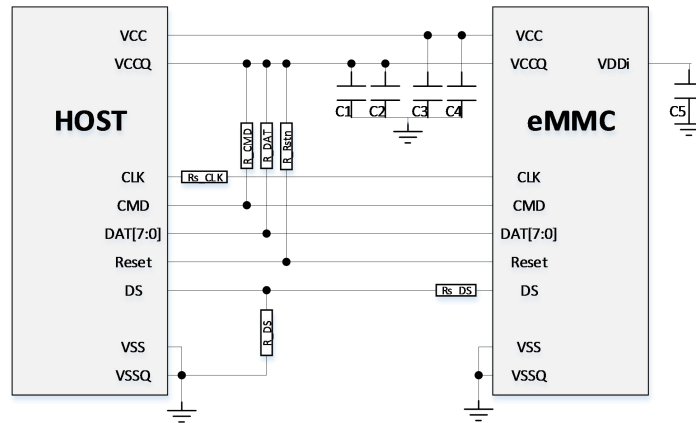 VCC
VCC
VCCQ
VCCQ
VDDi
C1
C2
C3
C4
C5
HOST
eMMC
R_CMD
R_DAT
R_Rstn
CLK
Rs_CLK
CLK
CMD
CMD
DAT[7:0]
DAT[7:0]
Reset
Reset
DS
Rs_DS
DS
R_DS
VSS
VSS
VSSQ
VSSQ